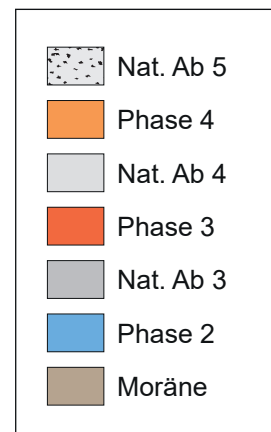 Nat. Ab 5
Phase 4
Nat. Ab 4
Phase 3
Nat. Ab 3
Phase 2
Moräne